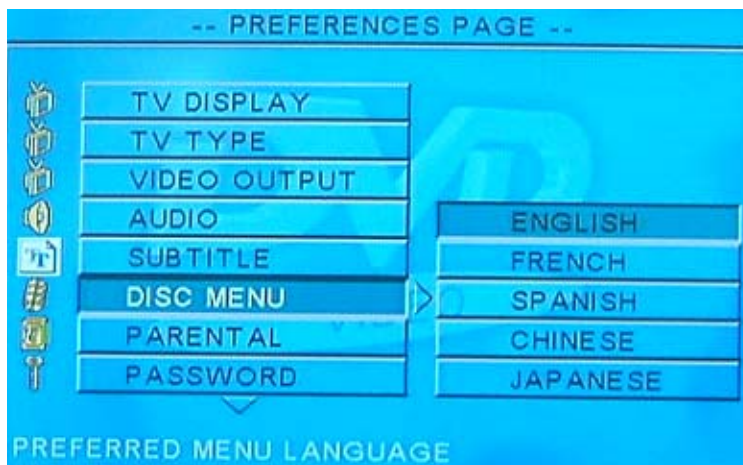 -- PREFERENCES PAGE --
TV DISPLAY
TV TYPE
VIDEO OUTPUT
AUDIO
SUBTITLE
DISC MENU
PARENTAL
PASSWORD
ENGLISH
FRENCH
SPANISH
CHINESE
JAPANESE
PREFERRED MENU LANGUAGE